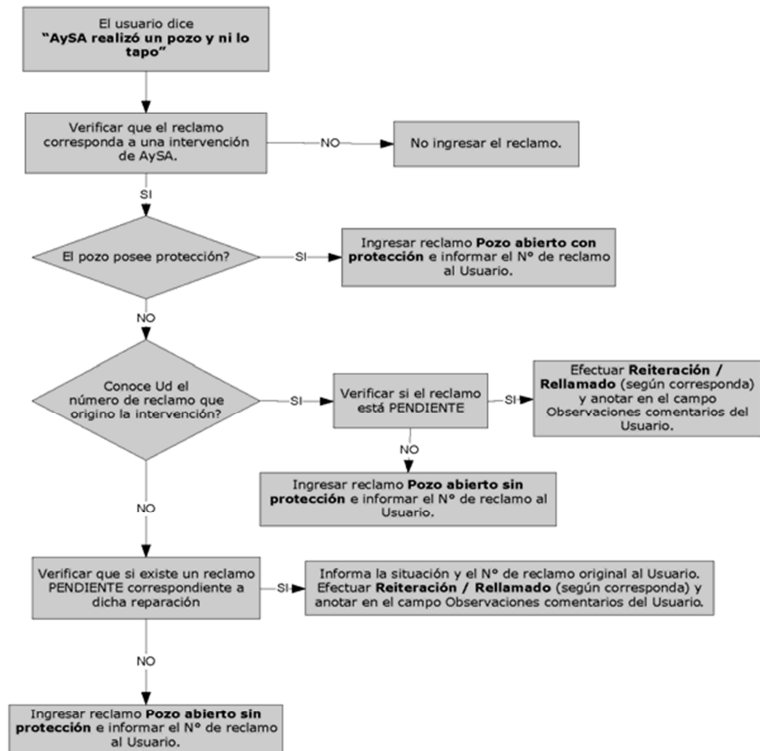 El usuario dice
“AySA realizó un pozo y ni lo
tapo”
Verificar que el reclamo
corresponda a una intervención
de AySA.
NO
No ingresar el reclamo.
SI
El pozo posee protección?
SI
Ingresar reclamo Pozo abierto con
protección e informar el N° de reclamo
al Usuario.
NO
Conoce Ud el
número de reclamo que
origino la intervención?
SI
Verificar si el reclamo
está PENDIENTE
SI
Efectuar Reiteración /
Rellamado (según corresponda)
y anotar en el campo
Observaciones comentarios del
Usuario.
NO
Ingresar reclamo Pozo abierto sin
protección e informar el N° de reclamo al
Usuario.
NO
Verificar que si existe un reclamo
PENDIENTE correspondiente a
dicha reparación
SI
Informa la situación y el N° de reclamo original al Usuario.
Efectuar Reiteración / Rellamado (según corresponda) y
anotar en el campo Observaciones comentarios del Usuario.
NO
Ingresar reclamo Pozo abierto sin
protección e informar el N° de reclamo
al Usuario.